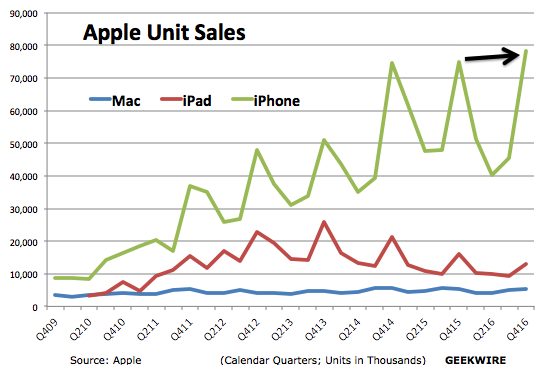 Apple Unit Sales
90,000
80,000
70,000
60,000
50,000
40,000
30,000
20,000
10,000
0
Mac iPad iPhone
Q409 Q210 Q410 Q211 Q411 Q212 Q412 Q213 Q413 Q214 Q414 Q215 Q415 Q216 Q416
Source: Apple (Calendar Quarters; Units in Thousands) GEEKWIRE